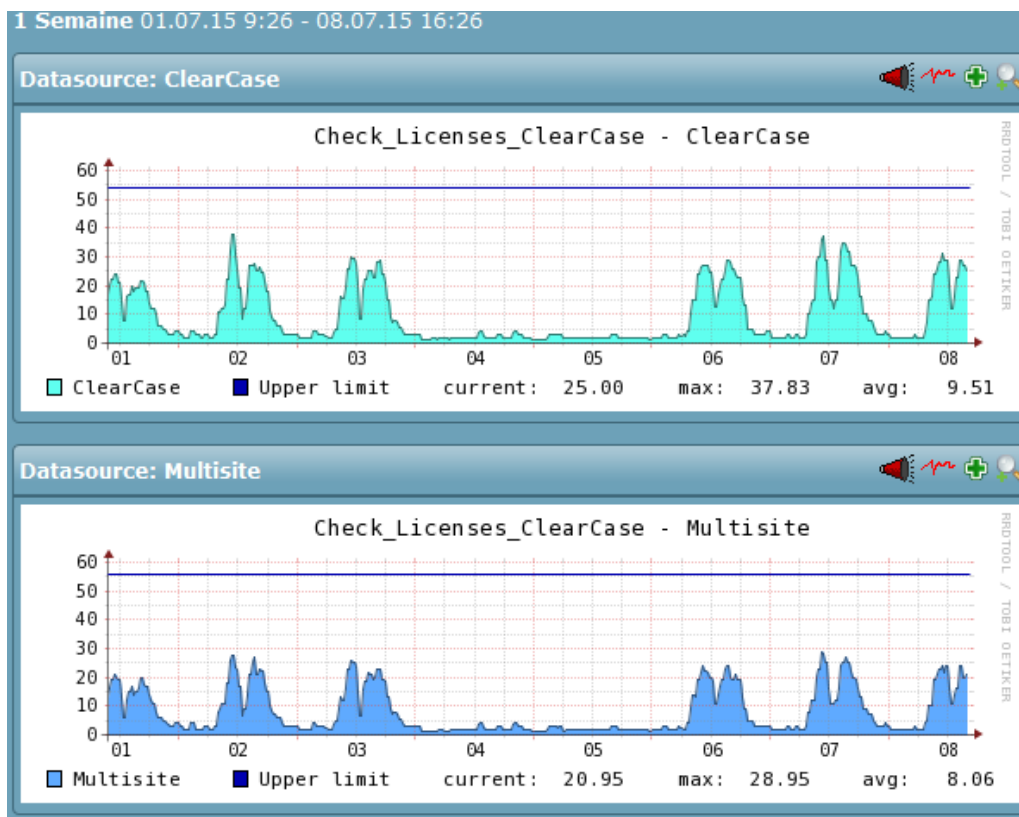 1 Semaine 01.07.15 9:26 - 08.07.15 16:26
Datasource: ClearCase
Check_Licenses_ClearCase - ClearCase
RRDTOOL / TOBI OETIKER
60
50
40
30
20
10
0
01 02 03 04 05 06 07 08
ClearCase Upper limit current: 25.00 max: 37.83 avg: 9.51
Datasource: Multisite
Check_Licenses_ClearCase - Multisite
RRDTOOL / TOBI OETIKER
60
50
40
30
20
10
0
01 02 03 04 05 06 07 08
Multisite Upper limit current: 20.95 max: 28.95 avg: 8.06